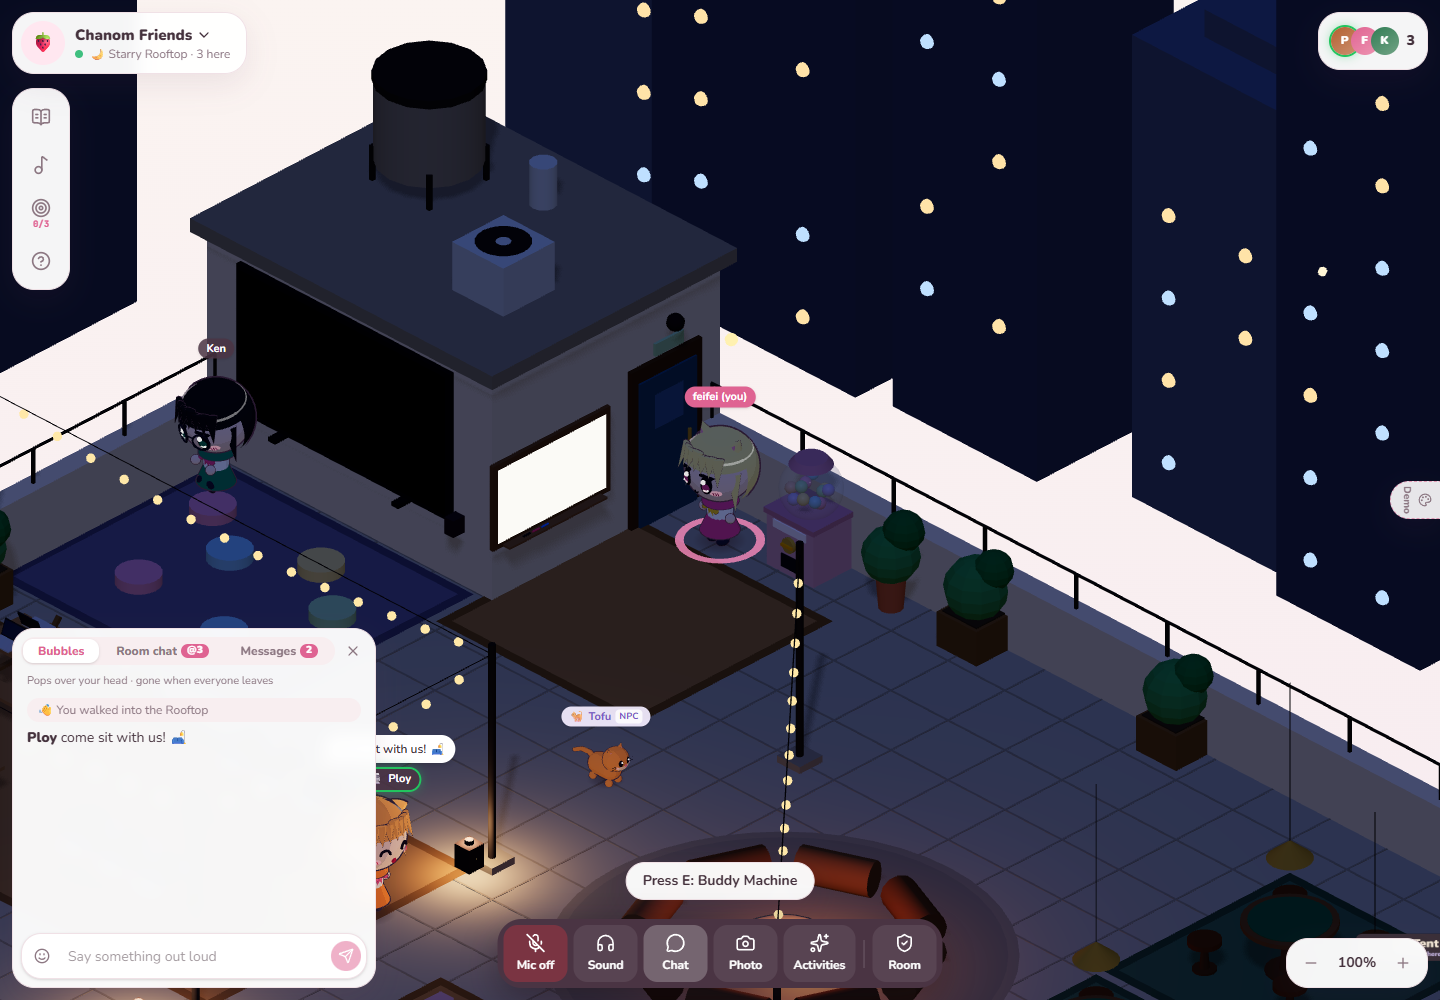 Chanom Friends
🌙 Starry Rooftop · 3 here
P F K 3
0/3
Ken
feifei (you)
Demo
Bubbles
Room chat @3
Messages 2
Pops over your head · gone when everyone leaves
👋 You walked into the Rooftop
Ploy come sit with us! 🛋️
t with us! 🛋️
Ploy
🐈 Tofu NPC
Press E: Buddy Machine
Say something out loud
Mic off
Sound
Chat
Photo
Activities
Room
100%